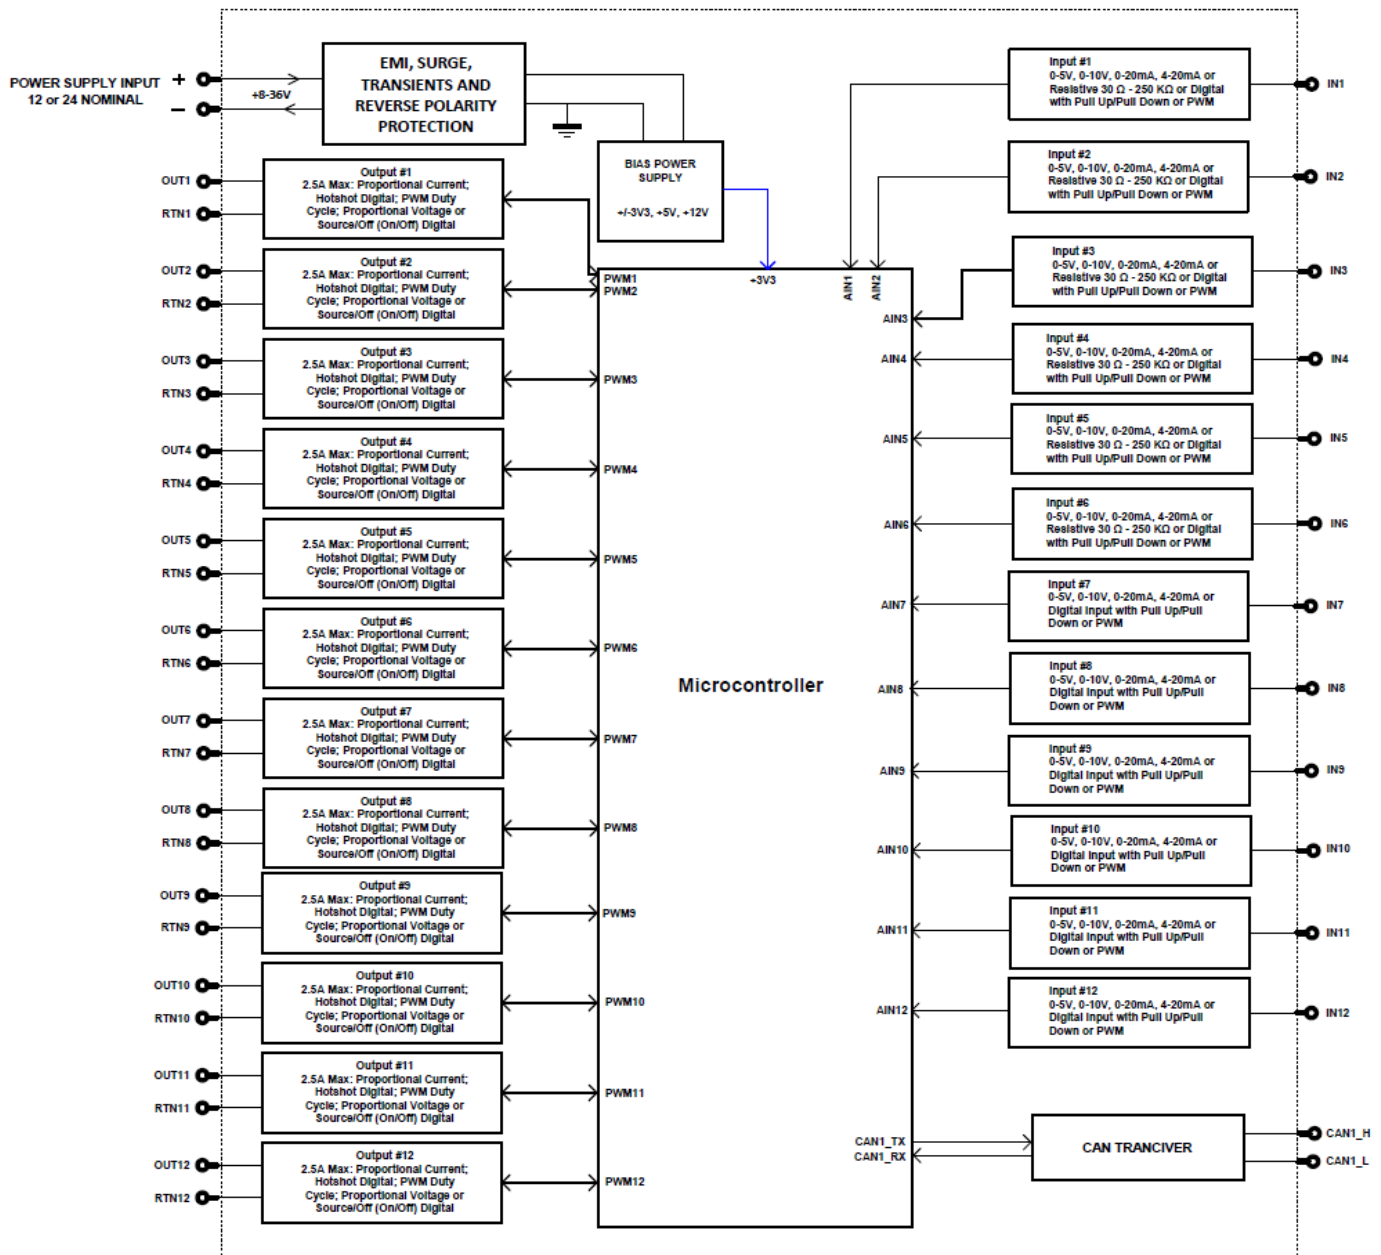 POWER SUPPLY INPUT
12 or 24 NOMINAL
+
−
+8-36V
EMI, SURGE,
TRANSIENTS AND
REVERSE POLARITY
PROTECTION
BIAS POWER
SUPPLY
+/-3V3, +5V, +12V
OUT1
RTN1
Output #1
2.5A Max: Proportional Current;
Hotshot Digital; PWM Duty
Cycle; Proportional Voltage or
Source/Off (On/Off) Digital
OUT2
RTN2
Output #2
2.5A Max: Proportional Current;
Hotshot Digital; PWM Duty
Cycle; Proportional Voltage or
Source/Off (On/Off) Digital
OUT3
RTN3
Output #3
2.5A Max: Proportional Current;
Hotshot Digital; PWM Duty
Cycle; Proportional Voltage or
Source/Off (On/Off) Digital
OUT4
RTN4
Output #4
2.5A Max: Proportional Current;
Hotshot Digital; PWM Duty
Cycle; Proportional Voltage or
Source/Off (On/Off) Digital
OUT5
RTN5
Output #5
2.5A Max: Proportional Current;
Hotshot Digital; PWM Duty
Cycle; Proportional Voltage or
Source/Off (On/Off) Digital
OUT6
RTN6
Output #6
2.5A Max: Proportional Current;
Hotshot Digital; PWM Duty
Cycle; Proportional Voltage or
Source/Off (On/Off) Digital
OUT7
RTN7
Output #7
2.5A Max: Proportional Current;
Hotshot Digital; PWM Duty
Cycle; Proportional Voltage or
Source/Off (On/Off) Digital
OUT8
RTN8
Output #8
2.5A Max: Proportional Current;
Hotshot Digital; PWM Duty
Cycle; Proportional Voltage or
Source/Off (On/Off) Digital
OUT9
RTN9
Output #9
2.5A Max: Proportional Current;
Hotshot Digital; PWM Duty
Cycle; Proportional Voltage or
Source/Off (On/Off) Digital
OUT10
RTN10
Output #10
2.5A Max: Proportional Current;
Hotshot Digital; PWM Duty
Cycle; Proportional Voltage or
Source/Off (On/Off) Digital
OUT11
RTN11
Output #11
2.5A Max: Proportional Current;
Hotshot Digital; PWM Duty
Cycle; Proportional Voltage or
Source/Off (On/Off) Digital
OUT12
RTN12
Output #12
2.5A Max: Proportional Current;
Hotshot Digital; PWM Duty
Cycle; Proportional Voltage or
Source/Off (On/Off) Digital
PWM1
PWM2
PWM3
PWM4
PWM5
PWM6
PWM7
PWM8
PWM9
PWM10
PWM11
PWM12
+3V3
Microcontroller
AIN1
AIN2
AIN3
AIN4
AIN5
AIN6
AIN7
AIN8
AIN9
AIN10
AIN11
AIN12
CAN1_TX
CAN1_RX
Input #1
0-5V, 0-10V, 0-20mA, 4-20mA or
Resistive 30 Ω - 250 KΩ or Digital
with Pull Up/Pull Down or PWM
IN1
Input #2
0-5V, 0-10V, 0-20mA, 4-20mA or
Resistive 30 Ω - 250 KΩ or Digital
with Pull Up/Pull Down or PWM
IN2
Input #3
0-5V, 0-10V, 0-20mA, 4-20mA or
Resistive 30 Ω - 250 KΩ or Digital
with Pull Up/Pull Down or PWM
IN3
Input #4
0-5V, 0-10V, 0-20mA, 4-20mA or
Resistive 30 Ω - 250 KΩ or Digital
with Pull Up/Pull Down or PWM
IN4
Input #5
0-5V, 0-10V, 0-20mA, 4-20mA or
Resistive 30 Ω - 250 KΩ or Digital
with Pull Up/Pull Down or PWM
IN5
Input #6
0-5V, 0-10V, 0-20mA, 4-20mA or
Resistive 30 Ω - 250 KΩ or Digital
with Pull Up/Pull Down or PWM
IN6
Input #7
0-5V, 0-10V, 0-20mA, 4-20mA or
Digital Input with Pull Up/Pull
Down or PWM
IN7
Input #8
0-5V, 0-10V, 0-20mA, 4-20mA or
Digital Input with Pull Up/Pull
Down or PWM
IN8
Input #9
0-5V, 0-10V, 0-20mA, 4-20mA or
Digital Input with Pull Up/Pull
Down or PWM
IN9
Input #10
0-5V, 0-10V, 0-20mA, 4-20mA or
Digital Input with Pull Up/Pull
Down or PWM
IN10
Input #11
0-5V, 0-10V, 0-20mA, 4-20mA or
Digital Input with Pull Up/Pull
Down or PWM
IN11
Input #12
0-5V, 0-10V, 0-20mA, 4-20mA or
Digital Input with Pull Up/Pull
Down or PWM
IN12
CAN TRANCIVER
CAN1_H
CAN1_L